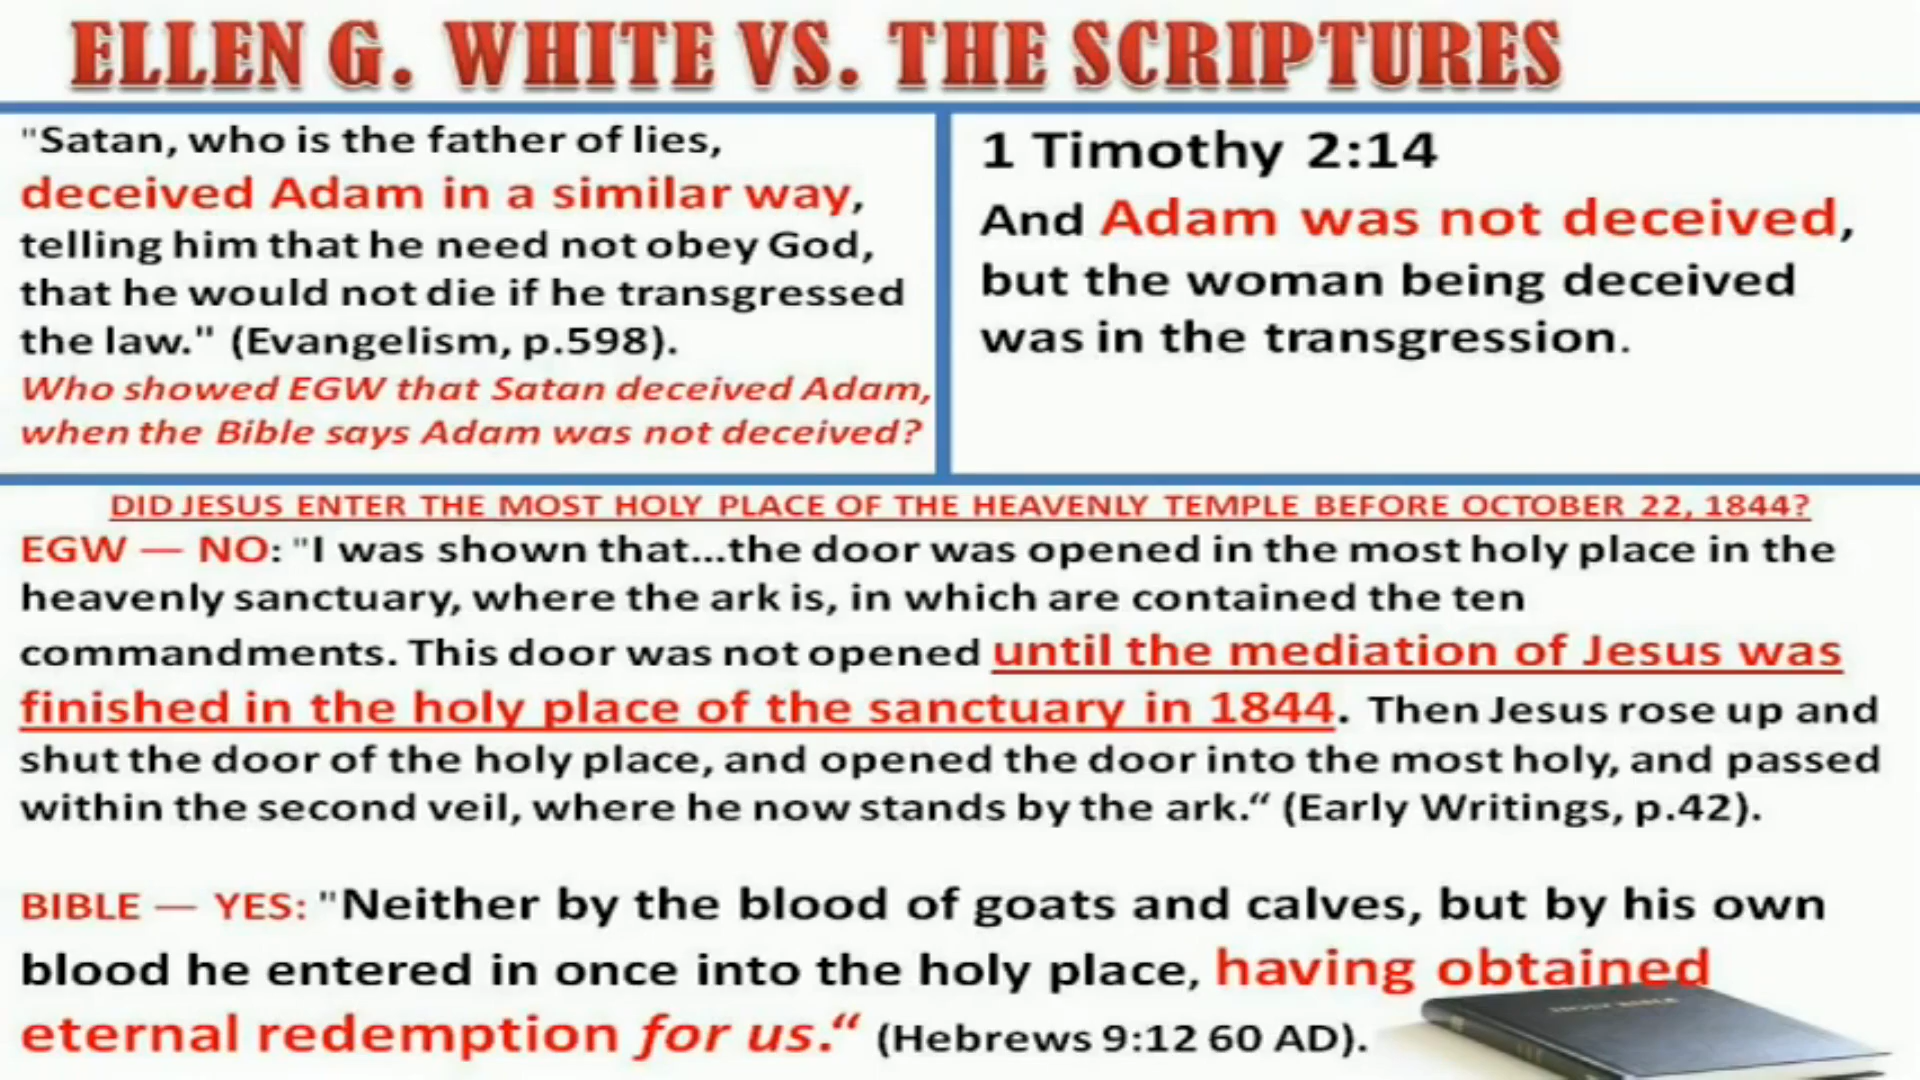 ELLEN G. WHITE VS. THE SCRIPTURES
"Satan, who is the father of lies,
deceived Adam in a similar way,
telling him that he need not obey God,
that he would not die if he transgressed
the law." (Evangelism, p.598).
Who showed EGW that Satan deceived Adam,
when the Bible says Adam was not deceived?
1 Timothy 2:14
And Adam was not deceived,
but the woman being deceived
was in the transgression.
DID JESUS ENTER THE MOST HOLY PLACE OF THE HEAVENLY TEMPLE BEFORE OCTOBER 22, 1844?
EGW — NO: "I was shown that...the door was opened in the most holy place in the
heavenly sanctuary, where the ark is, in which are contained the ten
commandments. This door was not opened until the mediation of Jesus was
finished in the holy place of the sanctuary in 1844. Then Jesus rose up and
shut the door of the holy place, and opened the door into the most holy, and passed
within the second veil, where he now stands by the ark.“ (Early Writings, p.42).
BIBLE — YES: "Neither by the blood of goats and calves, but by his own
blood he entered in once into the holy place, having obtained
eternal redemption for us.“ (Hebrews 9:12 60 AD).
HOLY BIBLE